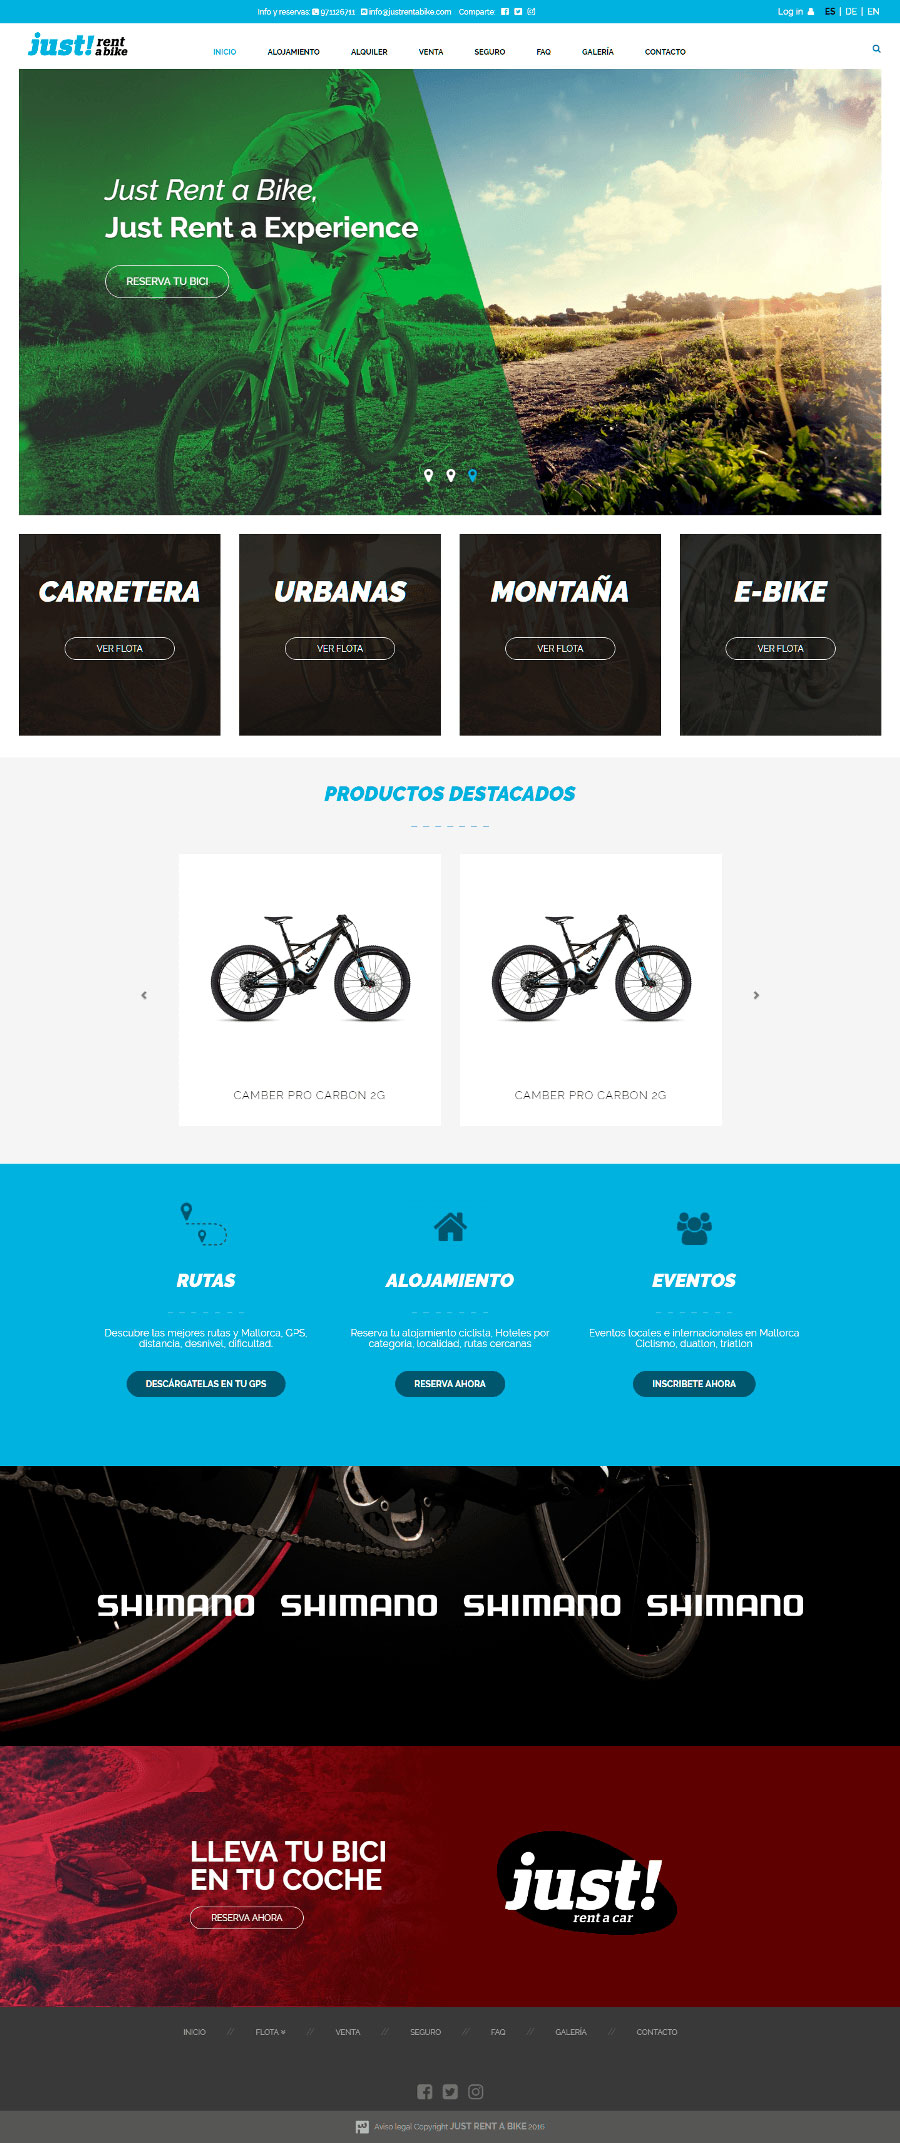 Info y reservas: 971126711 info@justrentabike.com Comparte:
Log in ES | DE | EN
just! rent a bike
INICIO ALOJAMIENTO ALQUILER VENTA SEGURO FAQ GALERÍA CONTACTO
Just Rent a Bike,
Just Rent a Experience
RESERVA TU BICI
CARRETERA
VER FLOTA
URBANAS
VER FLOTA
MONTAÑA
VER FLOTA
E-BIKE
VER FLOTA
PRODUCTOS DESTACADOS
CAMBER PRO CARBON 2G
CAMBER PRO CARBON 2G
RUTAS
Descubre las mejores rutas y Mallorca, GPS,
distancia, desnivel, dificultad.
DESCÁRGATELAS EN TU GPS
ALOJAMIENTO
Reserva tu alojamiento ciclista, Hoteles por
categoría, localidad, rutas cercanas
RESERVA AHORA
EVENTOS
Eventos locales e internacionales en Mallorca
Ciclismo, duatlon, triatlon
INSCRIBETE AHORA
SHIMANO SHIMANO SHIMANO SHIMANO
LLEVA TU BICI
EN TU COCHE
RESERVA AHORA
just!
rent a car
INICIO // FLOTA // VENTA // SEGURO // FAQ // GALERÍA // CONTACTO
Aviso legal Copyright JUST RENT A BIKE 2016